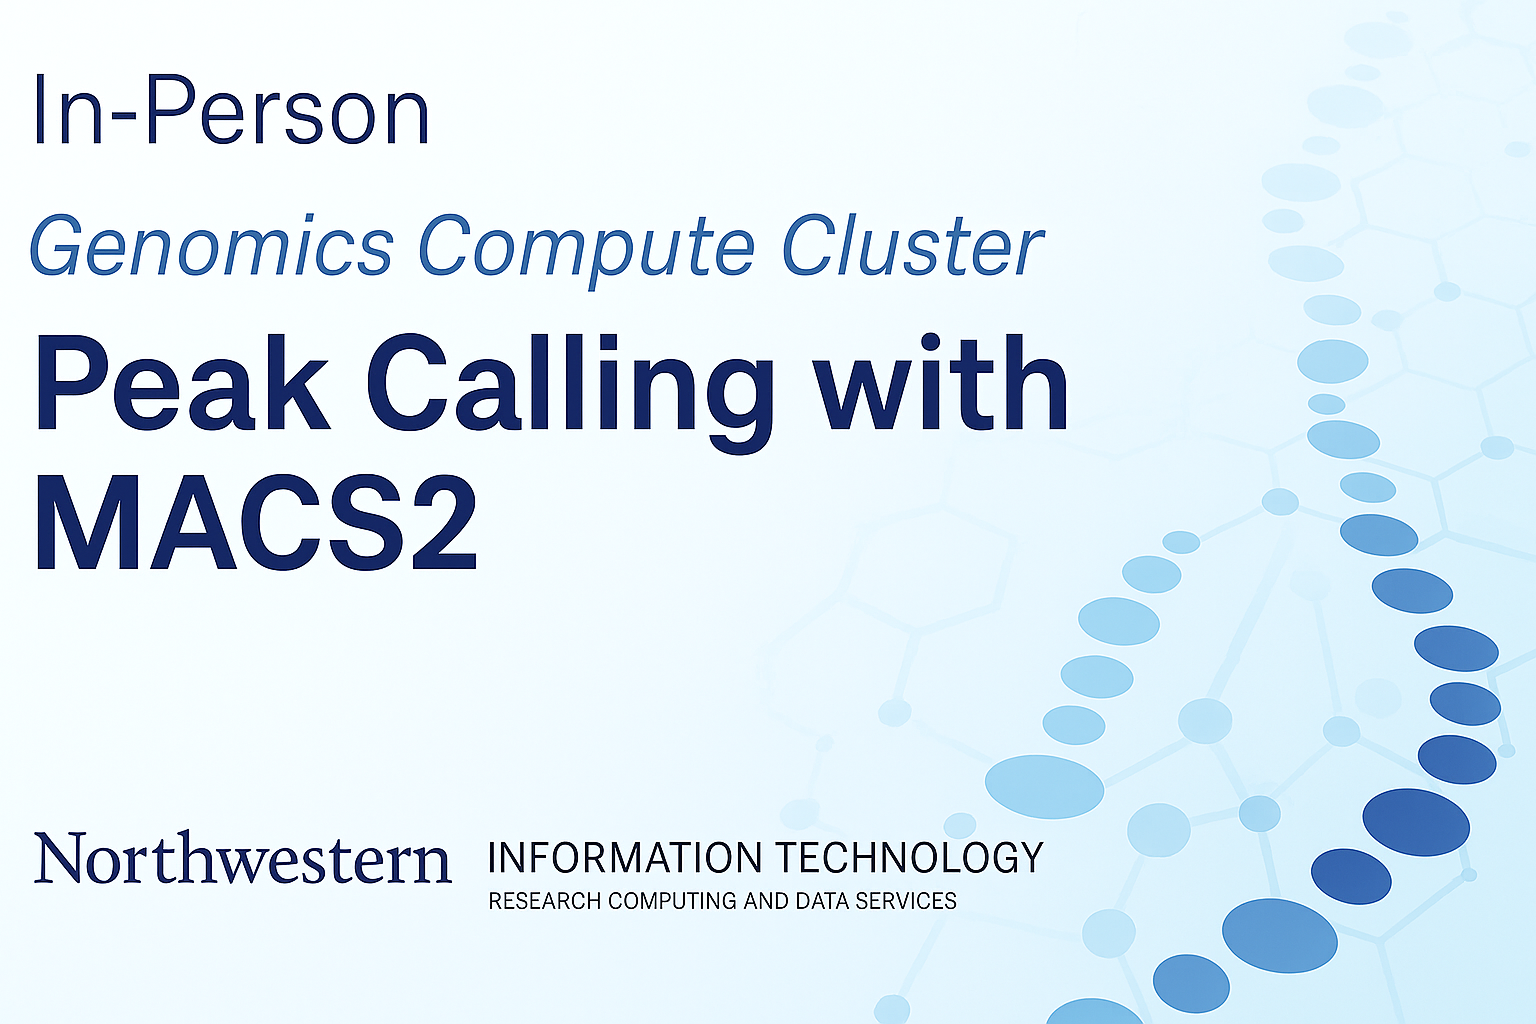 In-Person
Genomics Compute Cluster
Peak Calling with
MACS2
Northwestern INFORMATION TECHNOLOGY
RESEARCH COMPUTING AND DATA SERVICES